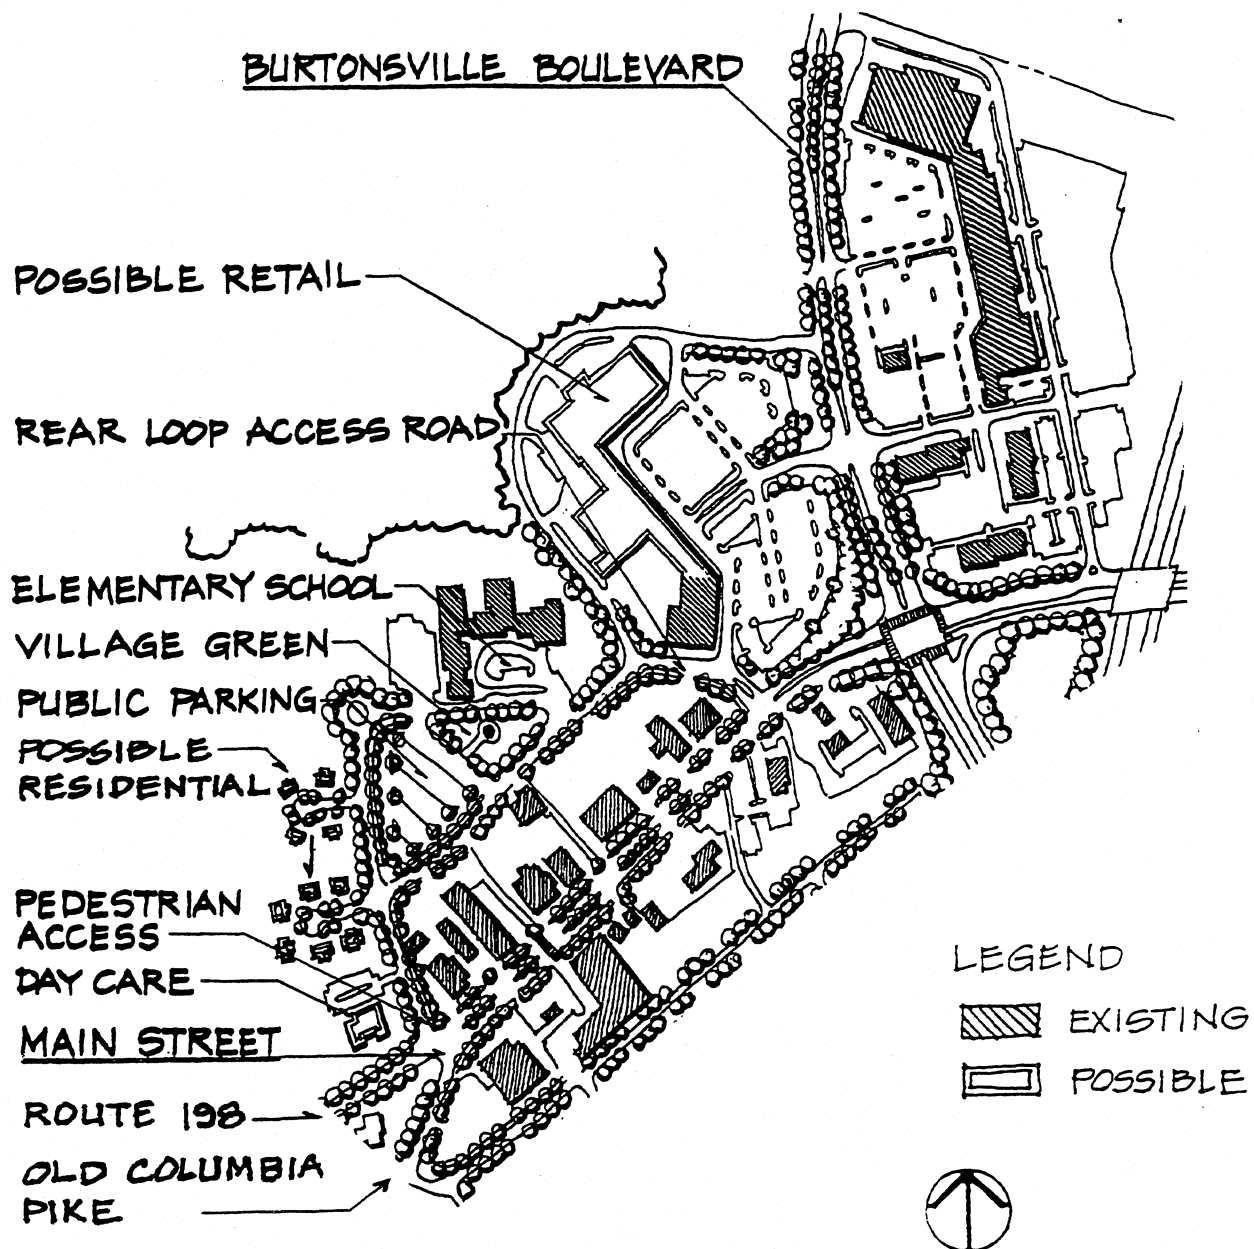 BURTONSVILLE BOULEVARD
POSSIBLE RETAIL
REAR LOOP ACCESS ROAD
ELEMENTARY SCHOOL
VILLAGE GREEN
PUBLIC PARKING
POSSIBLE
RESIDENTIAL
PEDESTRIAN
ACCESS
DAY CARE
MAIN STREET
ROUTE 198
OLD COLUMBIA
PIKE
LEGEND
EXISTING
POSSIBLE